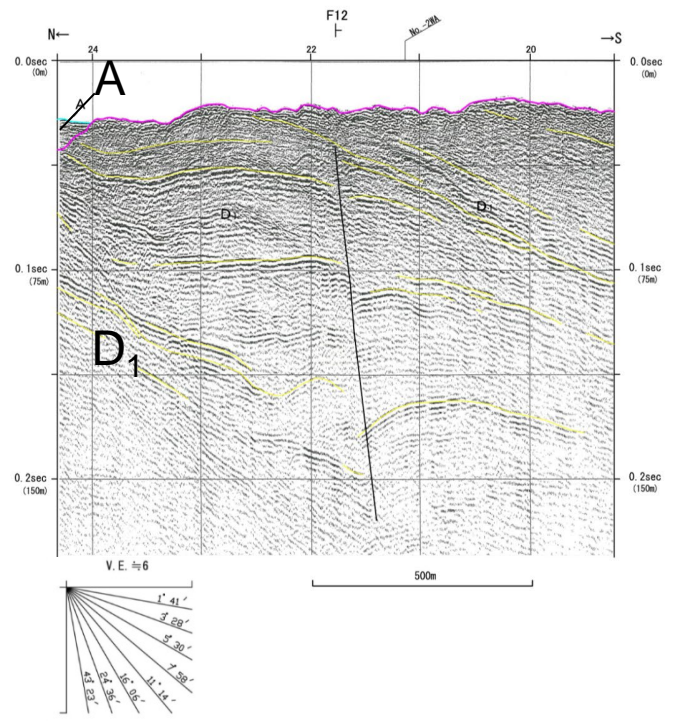 F12
No.-2WA
N← →S
24 22 20
0.0sec 0.0sec
(0m) (0m)
A
A
D₁ D₁
0.1sec 0.1sec
(75m) (75m)
D₁
0.2sec 0.2sec
(150m) (150m)
V.E.≒6
500m
1° 41′
3° 28′
5° 30′
7° 58′
11° 14′
16° 06′
24° 36′
43° 23′